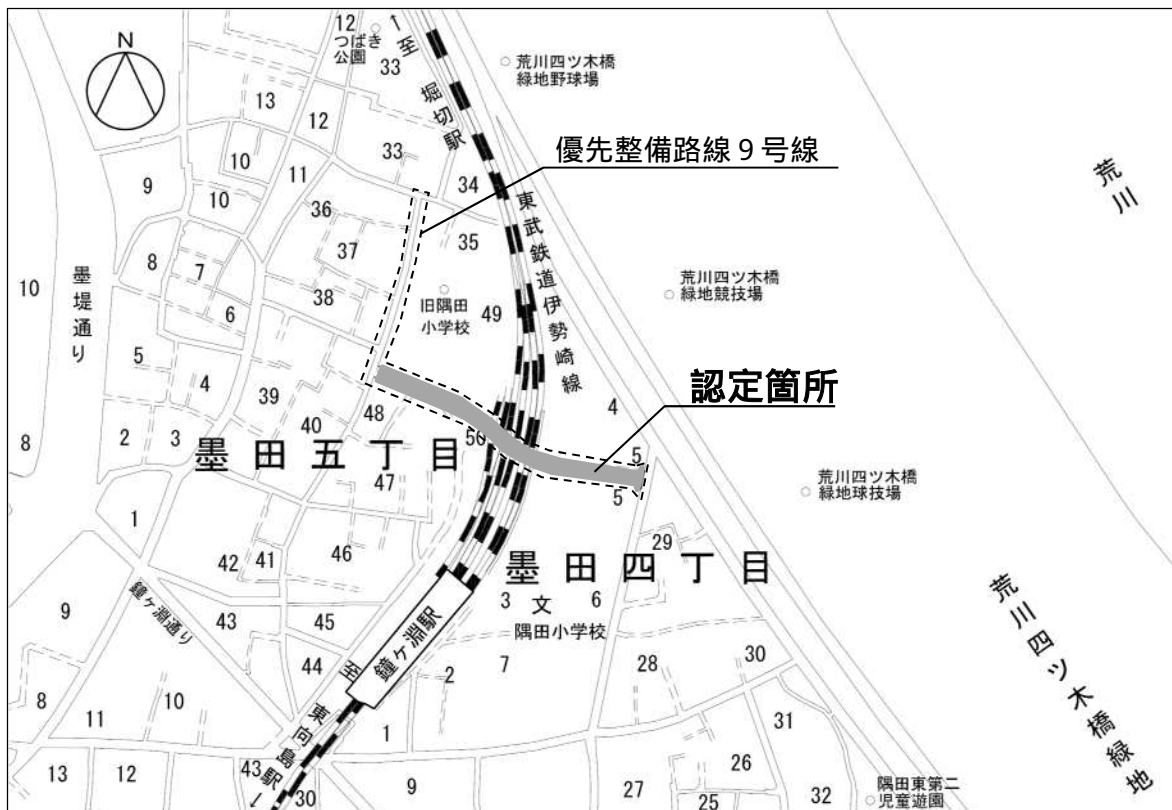 N
12
つばき
公園
33
←至 堀切駅
荒川四ツ木橋
緑地野球場
13
12
33
優先整備路線９号線
荒川
10
11
9
10
36
34
東武鉄道伊勢崎線
37
35
8
7
墨堤通り
10
38
旧隅田
小学校
49
荒川四ツ木橋
緑地競技場
6
5
4
39
認定箇所
48
4
40
2
3
8
墨田五丁目
50
5
荒川四ツ木橋
緑地球技場
47
5
1
29
46
42
41
墨田四丁目
荒川四ツ木橋緑地
鐘ヶ淵通り
9
43
45
3
文
6
隅田小学校
鐘ヶ淵駅
44
至 東向島駅→
2
7
28
30
8
11
10
31
1
26
13
12
43
30
9
27
25
32
隅田東第二
児童遊園